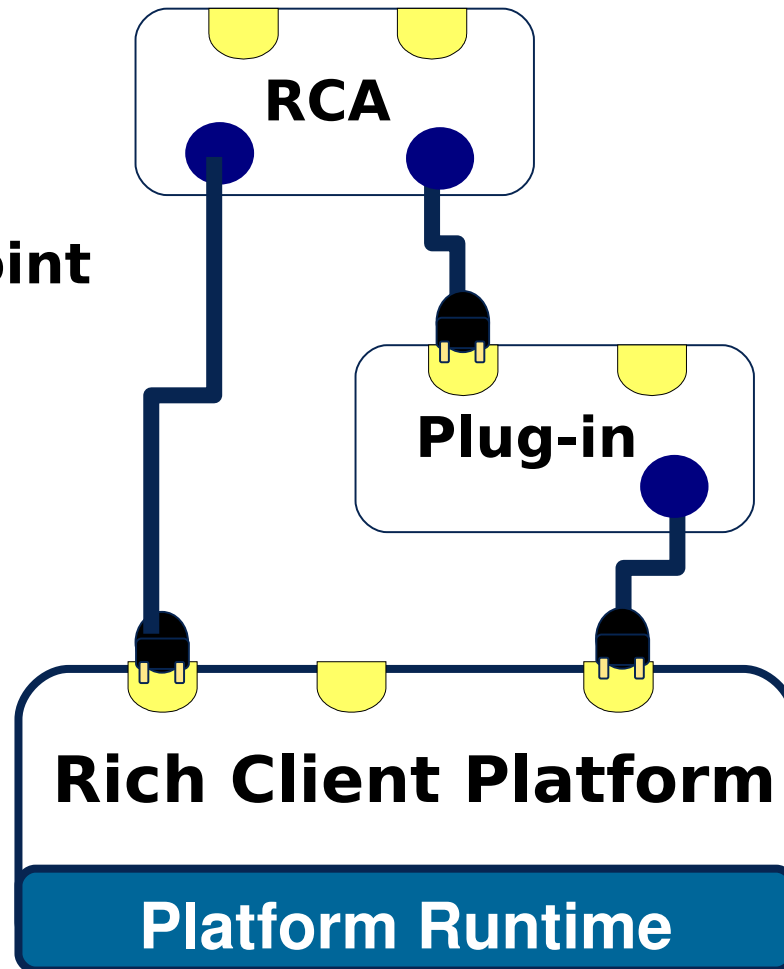 RCA
oint
Plug-in
Rich Client Platform
Platform Runtime